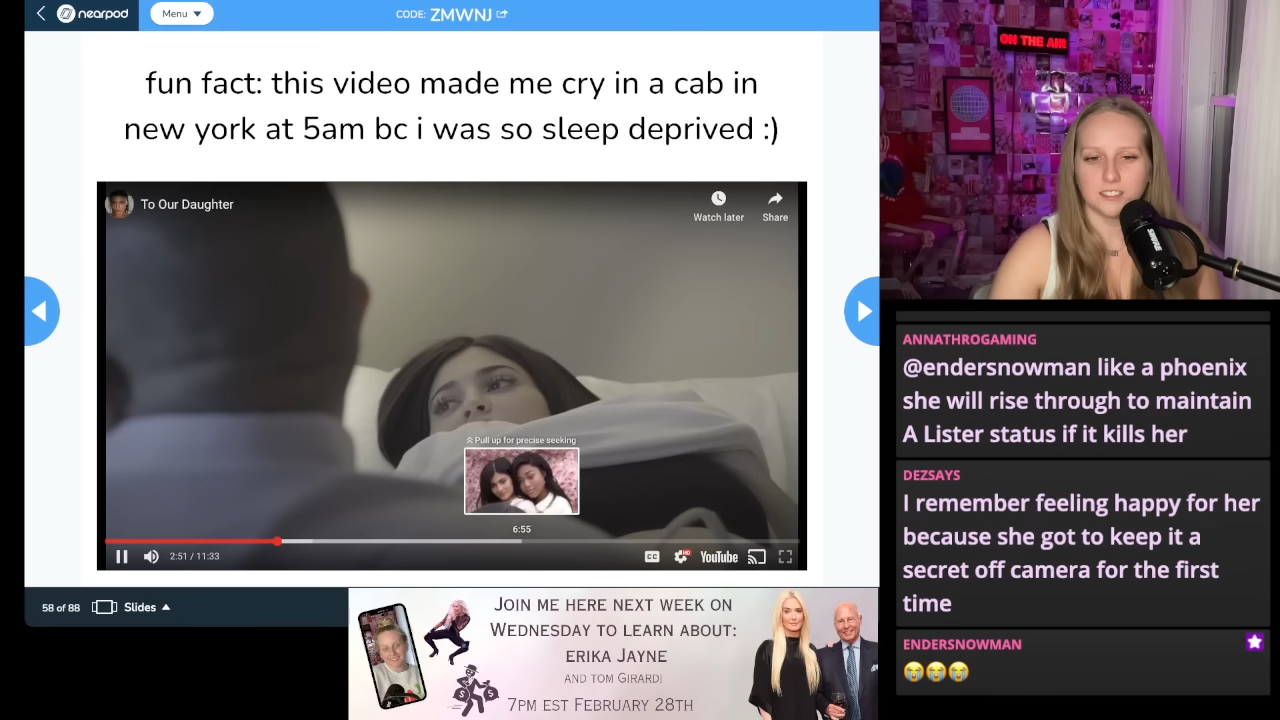 nearpod
Menu
CODE: ZMWNJ
fun fact: this video made me cry in a cab in
new york at 5am bc i was so sleep deprived :)
To Our Daughter
Watch later
Share
Pull up for precise seeking
6:55
2:51 / 11:33
CC
HD
YouTube
58 of 88
Slides
JOIN ME HERE NEXT WEEK ON
WEDNESDAY TO LEARN ABOUT:
ERIKA JAYNE
AND TOM GIRARDI
7PM EST FEBRUARY 28TH
ON THE AIR
SHURE
ANNATHROGAMING
@endersnowman like a phoenix
she will rise through to maintain
A Lister status if it kills her
DEZSAYS
I remember feeling happy for her
because she got to keep it a
secret off camera for the first
time
ENDERSNOWMAN
😭😭😭